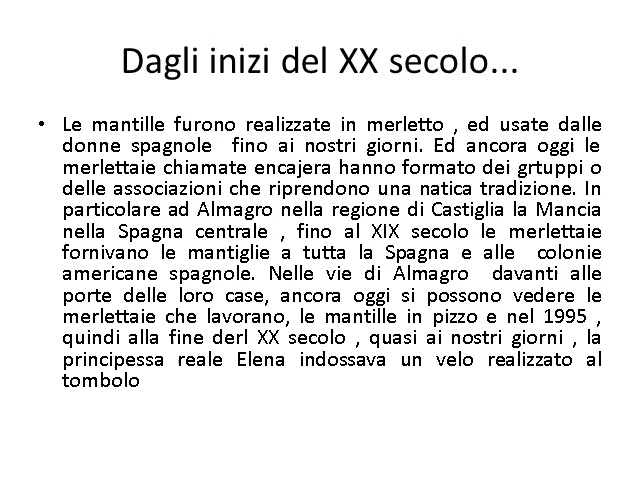 Dagli inizi del XX secolo...
• Le mantille furono realizzate in merletto , ed usate dalle
donne spagnole fino ai nostri giorni. Ed ancora oggi le
merlettaie chiamate encajera hanno formato dei grtuppi o
delle associazioni che riprendono una natica tradizione. In
particolare ad Almagro nella regione di Castiglia la Mancia
nella Spagna centrale , fino al XIX secolo le merlettaie
fornivano le mantiglie a tutta la Spagna e alle colonie
americane spagnole. Nelle vie di Almagro davanti alle
porte delle loro case, ancora oggi si possono vedere le
merlettaie che lavorano, le mantille in pizzo e nel 1995 ,
quindi alla fine derl XX secolo , quasi ai nostri giorni , la
principessa reale Elena indossava un velo realizzato al
tombolo